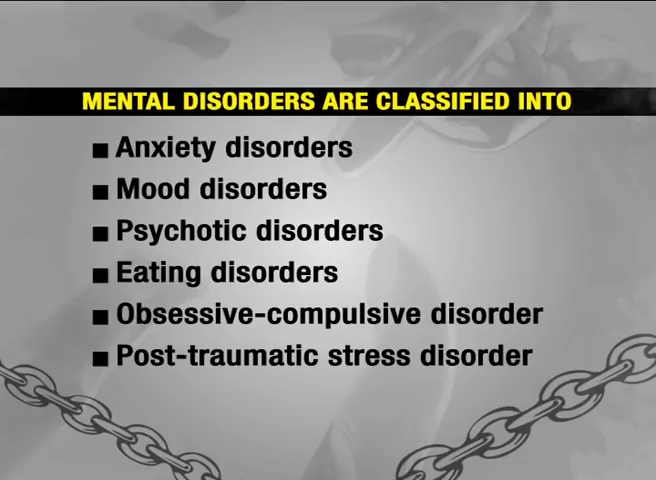 MENTAL DISORDERS ARE CLASSIFIED INTO
■ Anxiety disorders
■ Mood disorders
■ Psychotic disorders
■ Eating disorders
■ Obsessive-compulsive disorder
■ Post-traumatic stress disorder